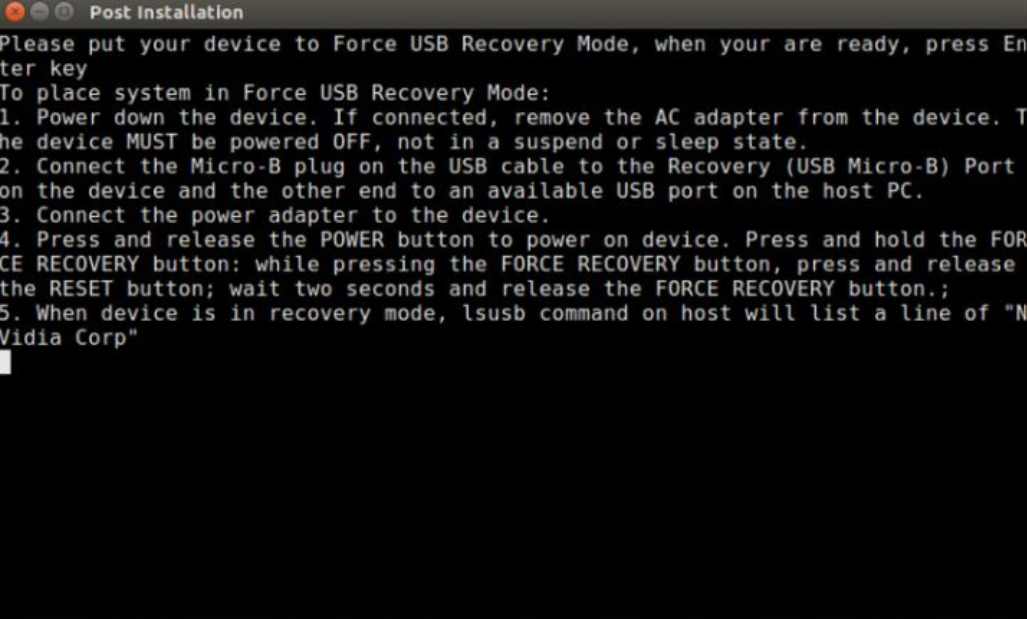 Post Installation
Please put your device to Force USB Recovery Mode, when your are ready, press En
ter key
To place system in Force USB Recovery Mode:
1. Power down the device. If connected, remove the AC adapter from the device. T
he device MUST be powered OFF, not in a suspend or sleep state.
2. Connect the Micro-B plug on the USB cable to the Recovery (USB Micro-B) Port
on the device and the other end to an available USB port on the host PC.
3. Connect the power adapter to the device.
4. Press and release the POWER button to power on device. Press and hold the FOR
CE RECOVERY button: while pressing the FORCE RECOVERY button, press and release
the RESET button; wait two seconds and release the FORCE RECOVERY button.;
5. When device is in recovery mode, lsusb command on host will list a line of "N
Vidia Corp"